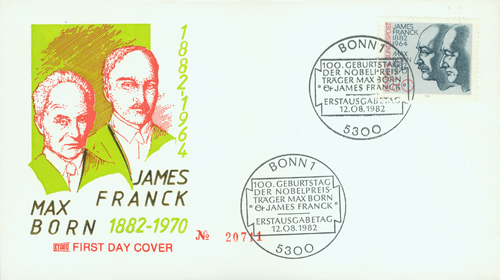 1882-1964
JAMES
FRANCK
MAX
BORN 1882-1970
FIRST DAY COVER
№ 20711
JAMES
FRANCK
1882
1964
MAX
BONN 1
100. GEBURTSTAG
DER NOBELPREIS-
TRÄGER MAX BORN
JAMES FRANCK
ERSTAUSGABETAG
12.08.1982
5300
BONN 1
100. GEBURTSTAG
DER NOBELPREIS-
TRÄGER MAX BORN
JAMES FRANCK
ERSTAUSGABETAG
12.08.1982
5300